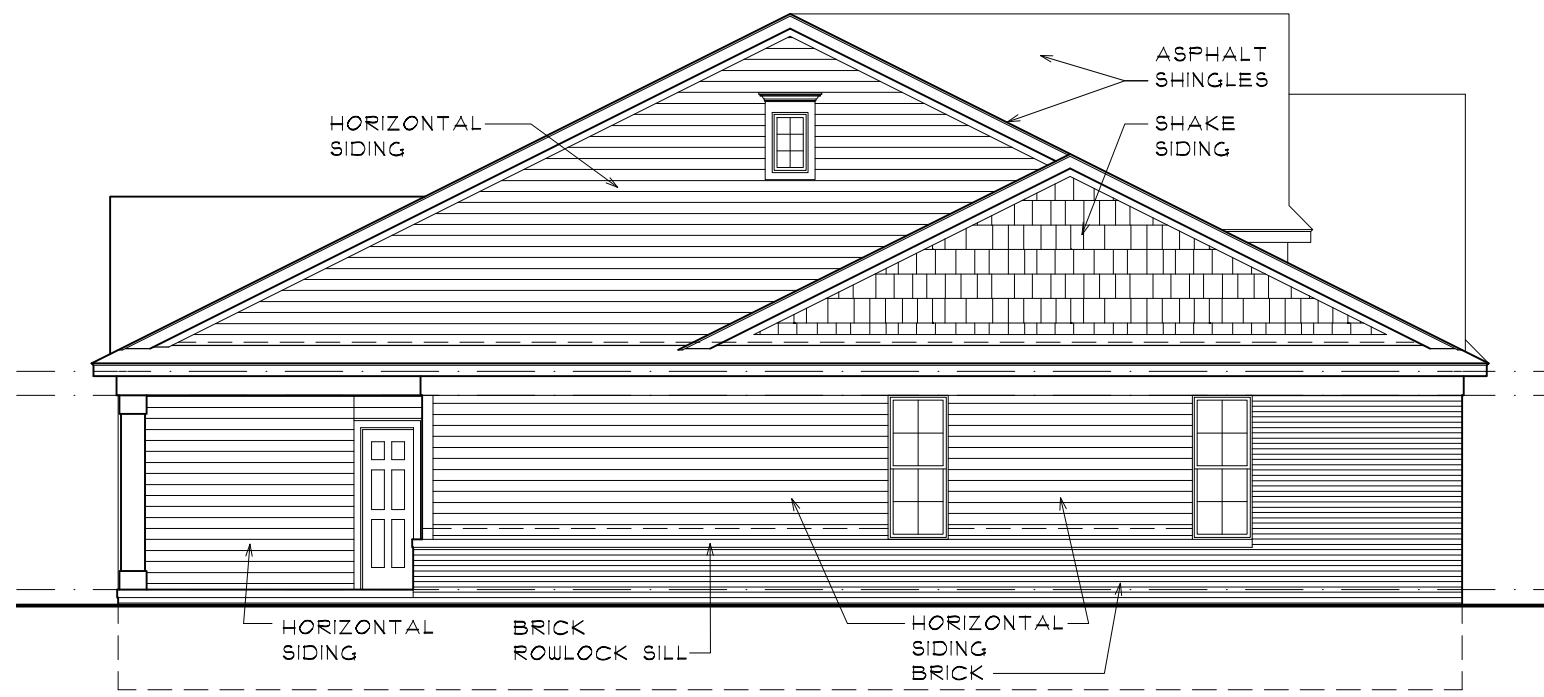 ASPHALT
SHINGLES
HORIZONTAL
SIDING
SHAKE
SIDING
HORIZONTAL
SIDING
BRICK
ROWLOCK SILL
HORIZONTAL
SIDING
BRICK